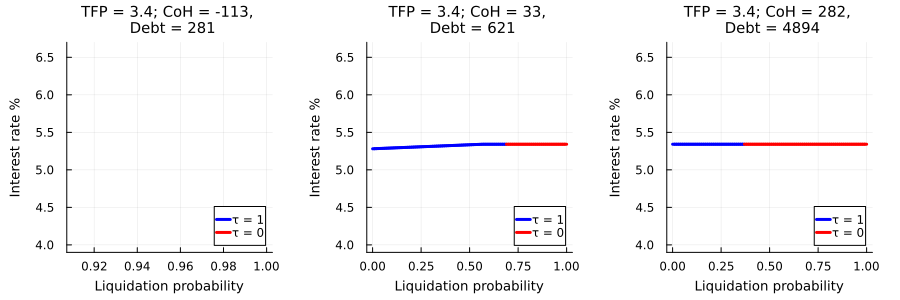 TFP = 3.4; CoH = -113,
Debt = 281
Interest rate %
6.5
6.0
5.5
5.0
4.5
4.0
τ = 1
τ = 0
0.92
0.94
0.96
0.98
1.00
Liquidation probability
TFP = 3.4; CoH = 33,
Debt = 621
Interest rate %
6.5
6.0
5.5
5.0
4.5
4.0
τ = 1
τ = 0
0.00
0.25
0.50
0.75
1.00
Liquidation probability
TFP = 3.4; CoH = 282,
Debt = 4894
Interest rate %
6.5
6.0
5.5
5.0
4.5
4.0
τ = 1
τ = 0
0.00
0.25
0.50
0.75
1.00
Liquidation probability